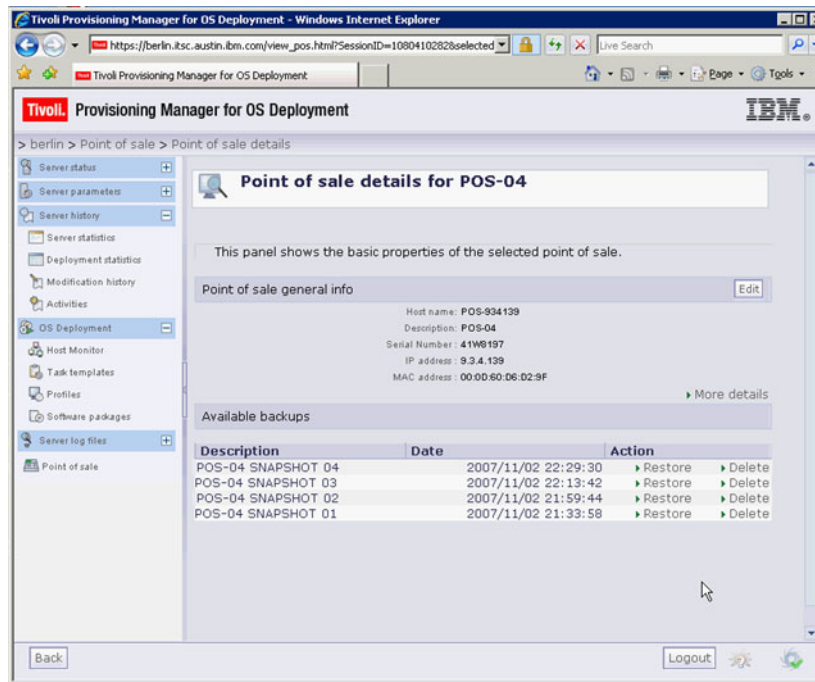 Tivoli Provisioning Manager for OS Deployment - Windows Internet Explorer
https://berlin.itsc.austin.ibm.com/view_pos.html?SessionID=1080410282&selected
Live Search
Tivoli Provisioning Manager for OS Deployment
Page
Tools
Tivoli. Provisioning Manager for OS Deployment
IBM®
> berlin > Point of sale > Point of sale details
Server status
Server parameters
Server history
Server statistics
Deployment statistics
Modification history
Activities
OS Deployment
Host Monitor
Task templates
Profiles
Software packages
Server log files
Point of sale
Point of sale details for POS-04
This panel shows the basic properties of the selected point of sale.
Point of sale general info
Edit
Host name: POS-934139
Description: POS-04
Serial Number: 41W8197
IP address: 9.3.4.139
MAC address: 00:0D:60:D6:D2:9F
More details
Available backups
Description Date Action
POS-04 SNAPSHOT 04 2007/11/02 22:29:30 Restore Delete
POS-04 SNAPSHOT 03 2007/11/02 22:13:42 Restore Delete
POS-04 SNAPSHOT 02 2007/11/02 21:59:44 Restore Delete
POS-04 SNAPSHOT 01 2007/11/02 21:33:58 Restore Delete
Back
Logout